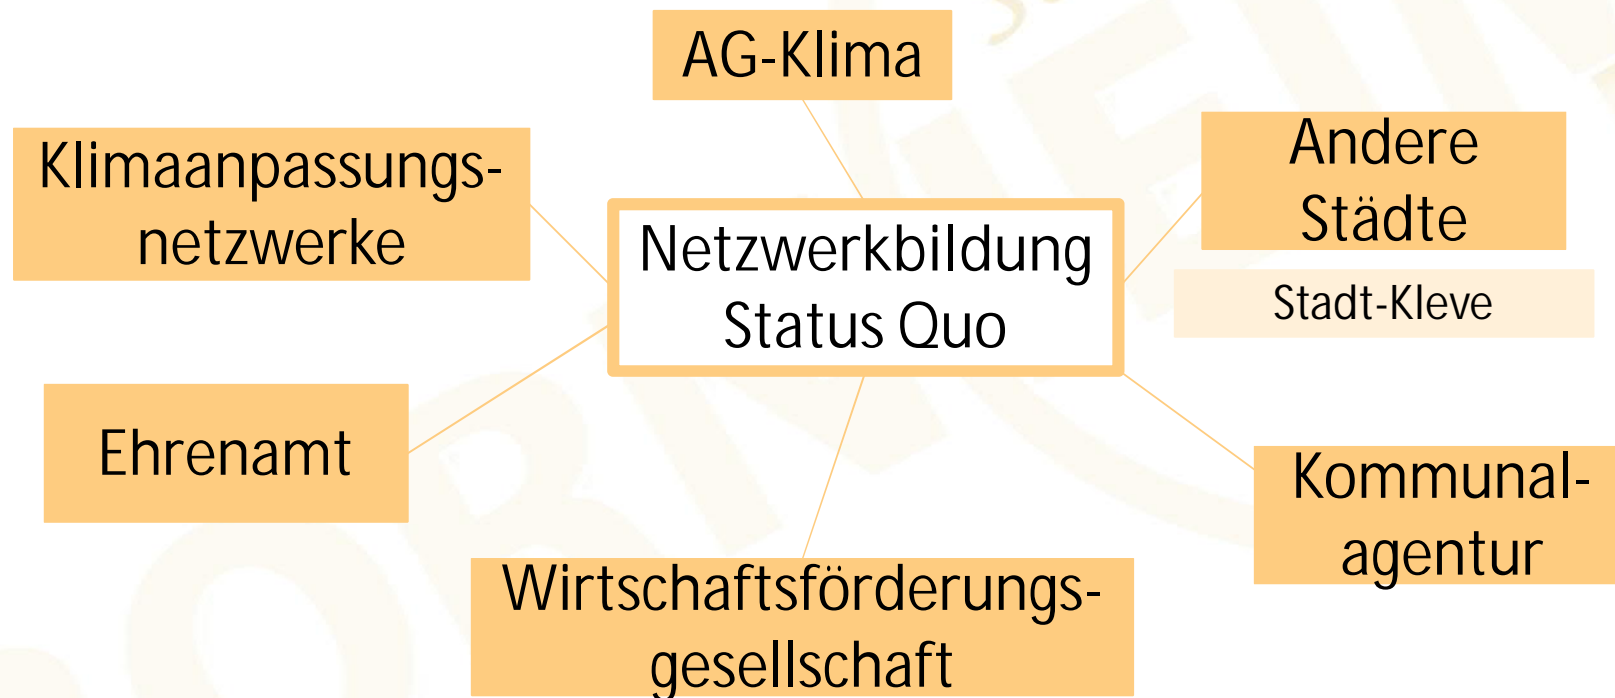 AG-Klima
Klimaanpassungs-
netzwerke
Andere
Städte
Netzwerkbildung
Status Quo
Stadt-Kleve
Ehrenamt
Kommunal-
agentur
Wirtschaftsförderungs-
gesellschaft